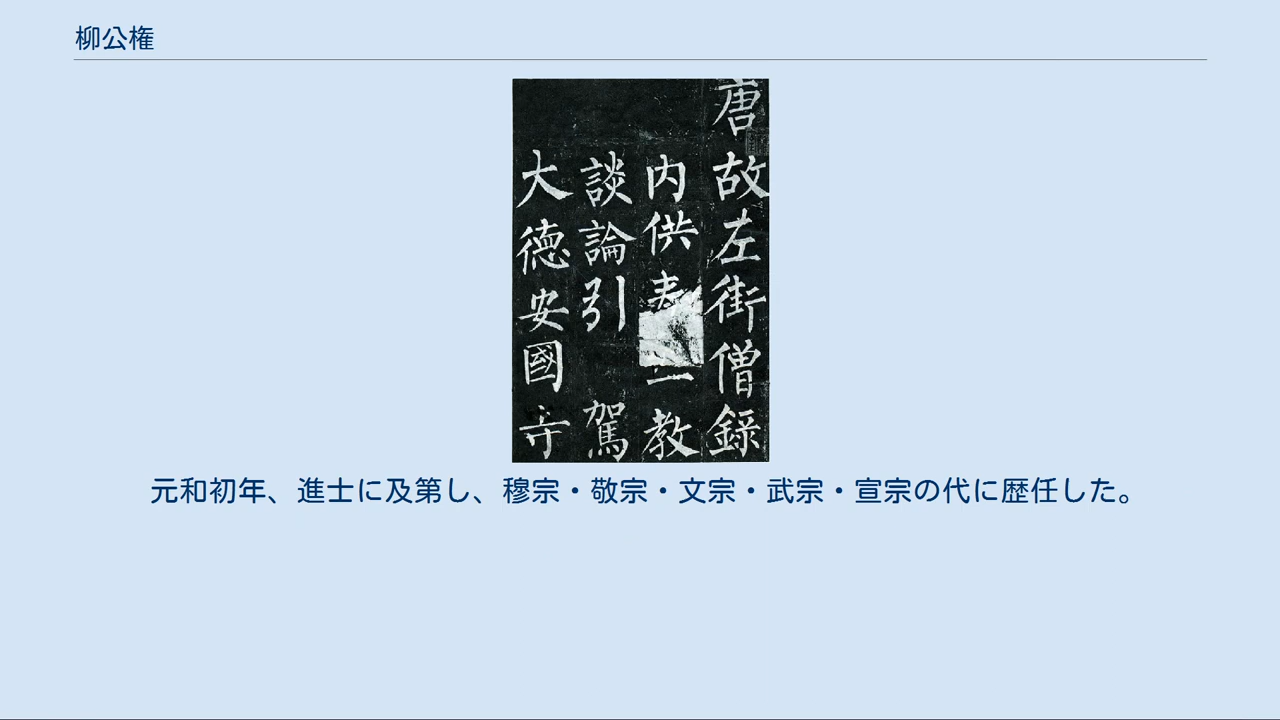 柳公権
唐故左街僧録
内供 一教
談論引 駕
大徳安國寺
元和初年、進士に及第し、穆宗・敬宗・文宗・武宗・宣宗の代に歴任した。